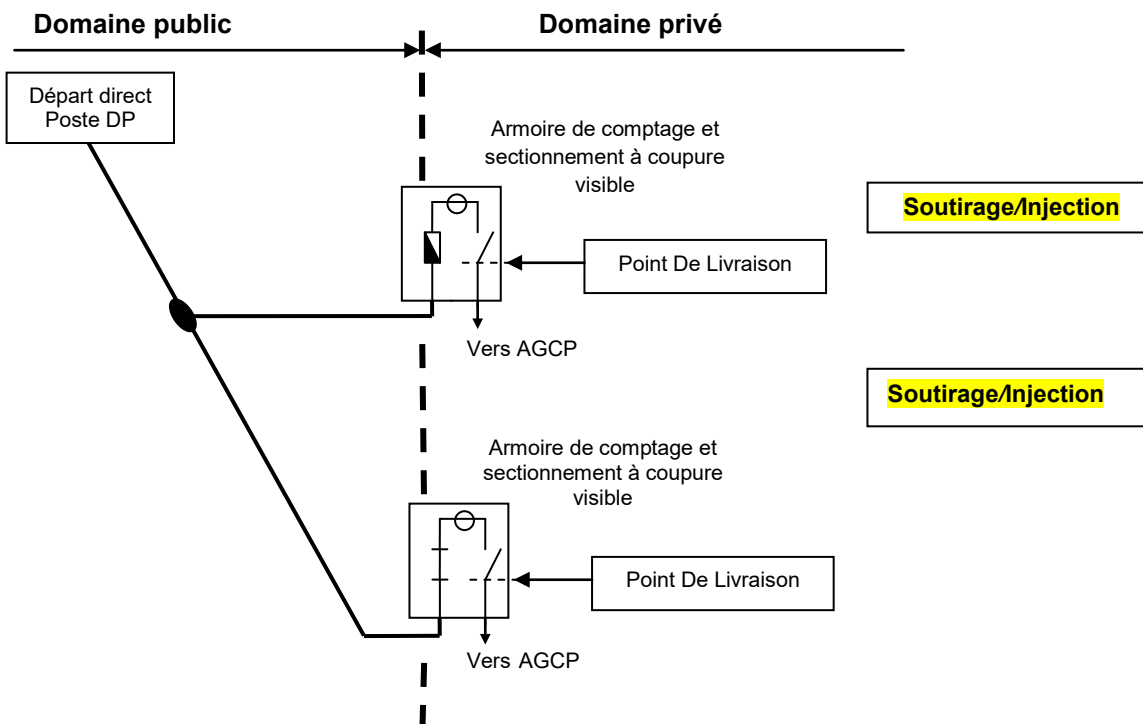 Domaine public
Domaine privé
Départ direct
Poste DP
Armoire de comptage et
sectionnement à coupure
visible
Soutirage/Injection
Point De Livraison
Vers AGCP
Soutirage/Injection
Armoire de comptage et
sectionnement à coupure
visible
Point De Livraison
Vers AGCP